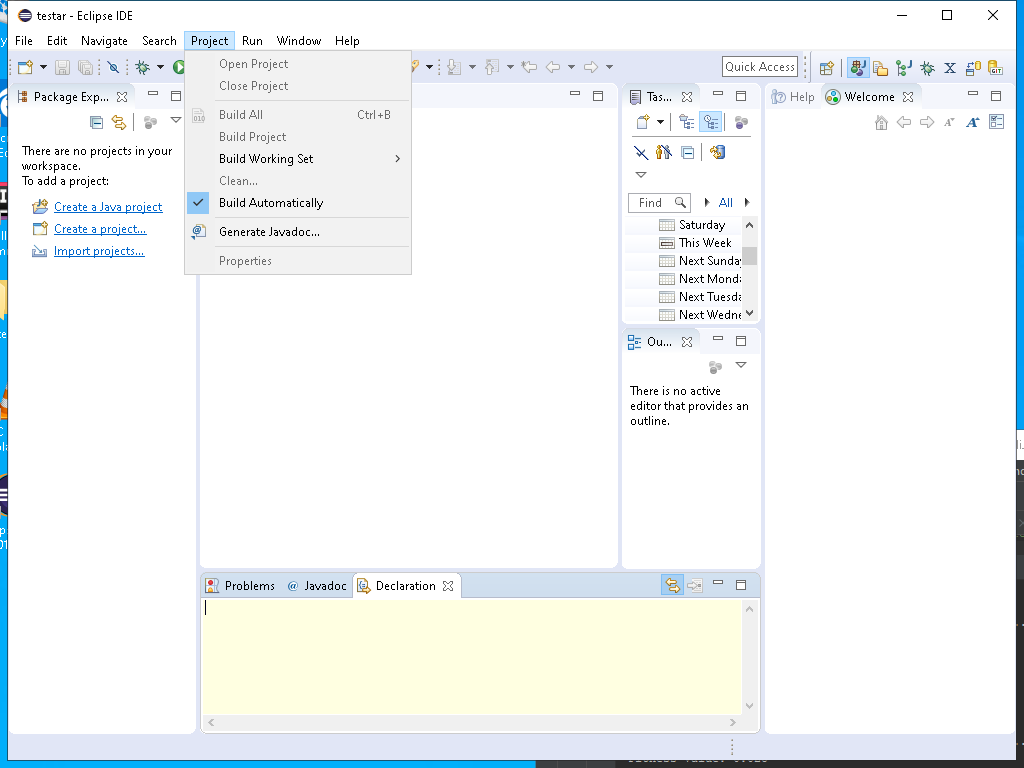 testar - Eclipse IDE
File Edit Navigate Search Project Run Window Help
Quick Access
Open Project
Close Project
Build All Ctrl+B
Build Project
Build Working Set
Clean...
Build Automatically
Generate Javadoc...
Properties
Package Exp...
There are no projects in your
workspace.
To add a project:
Create a Java project
Create a project...
Import projects...
Tas...
Find All
Saturday
This Week
Next Sunday
Next Monda
Next Tuesda
Next Wedne
Ou...
There is no active
editor that provides an
outline.
Help Welcome
Problems @ Javadoc Declaration